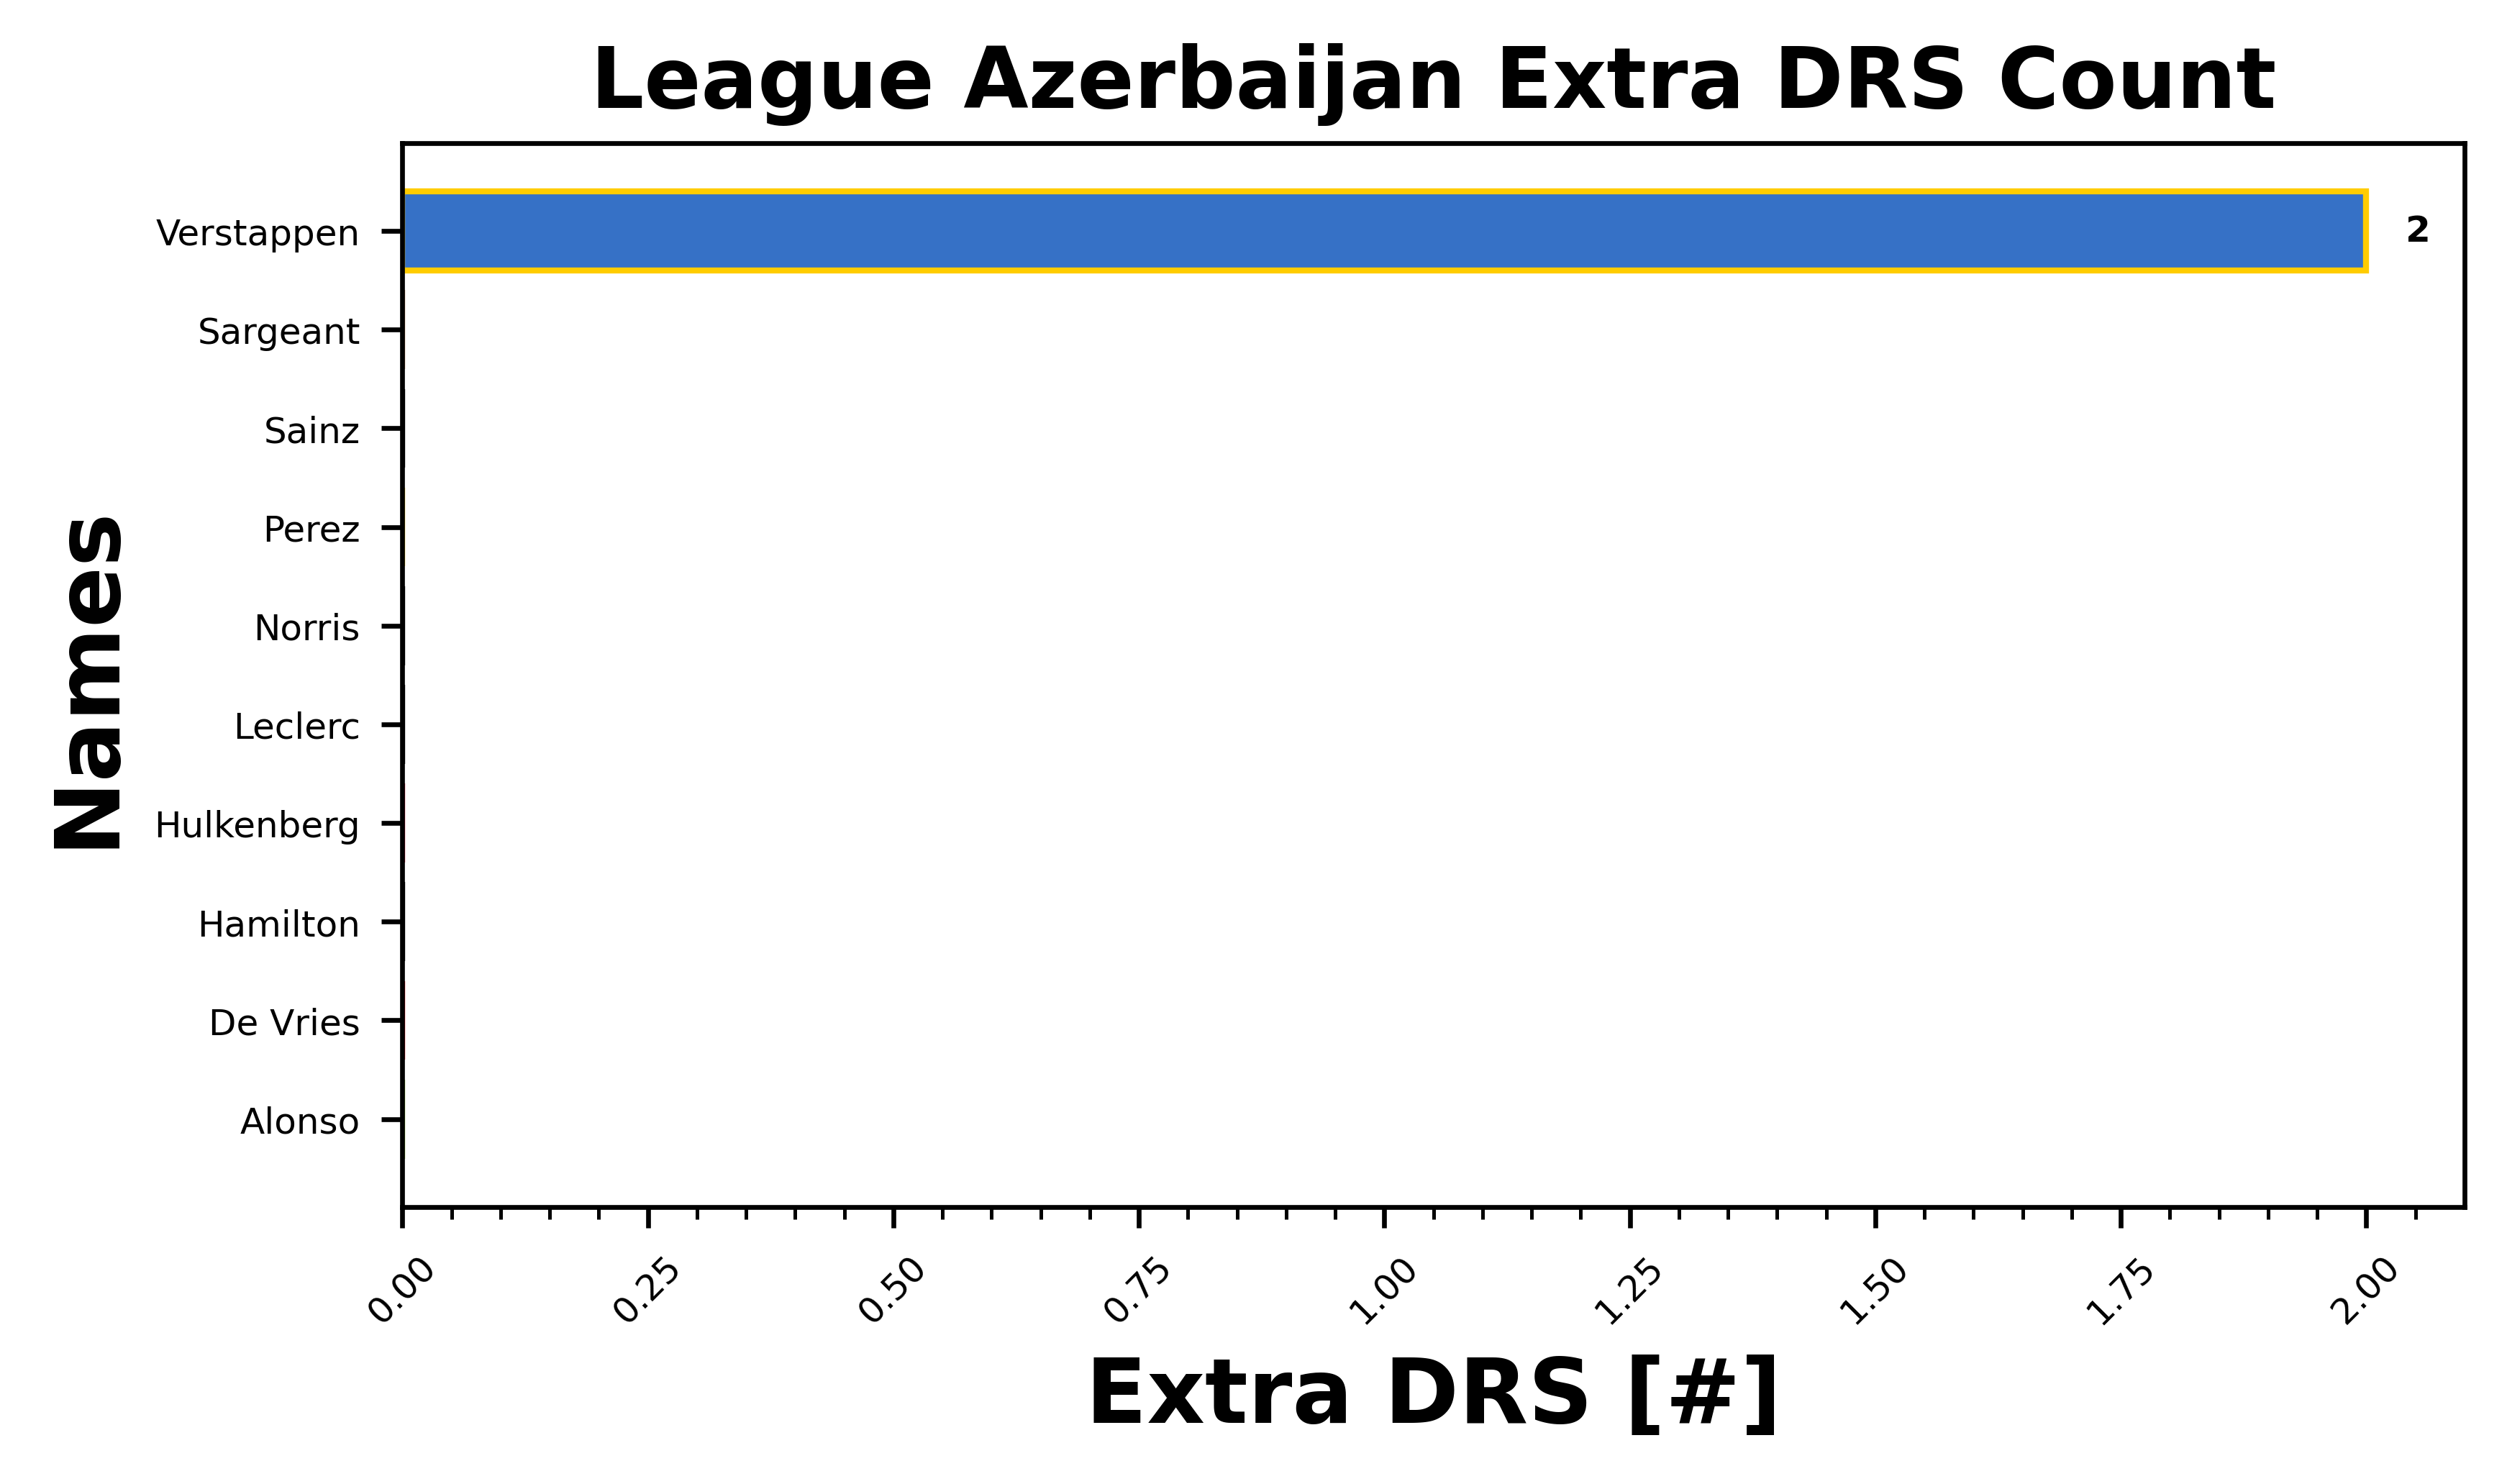 League Azerbaijan Extra DRS Count
Names
Verstappen
2
Sargeant
Sainz
Perez
Norris
Leclerc
Hulkenberg
Hamilton
De Vries
Alonso
0.00 0.25 0.50 0.75 1.00 1.25 1.50 1.75 2.00
Extra DRS [#]